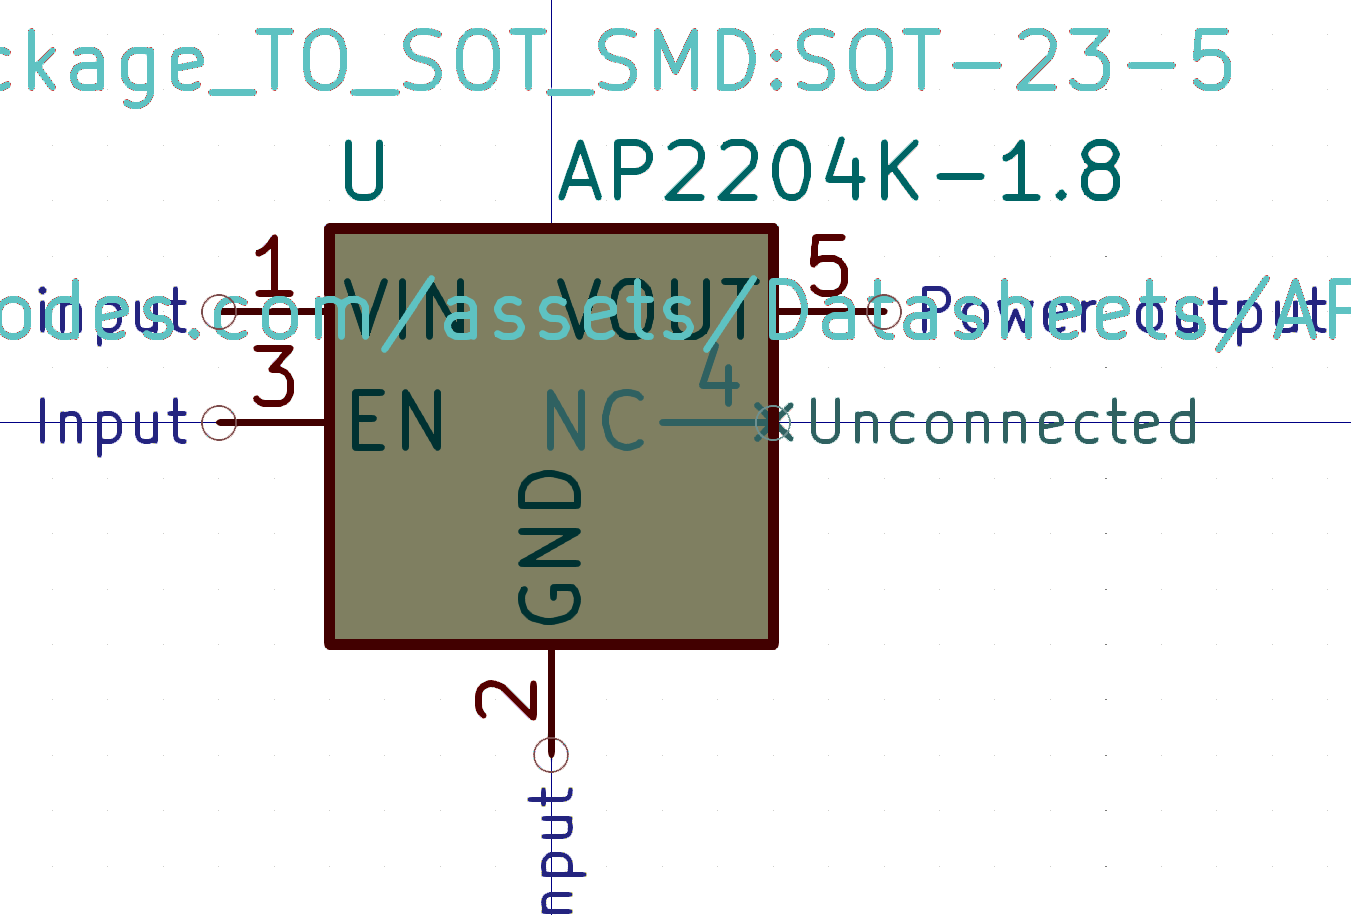 ckage_TO_SOT_SMD:SOT-23-5
U AP2204K-1.8
1 5
input VIN VOUT Power output
odes.com/assets/Datasheets/AP
3 4
Input EN NC Unconnected
GND
2
nput